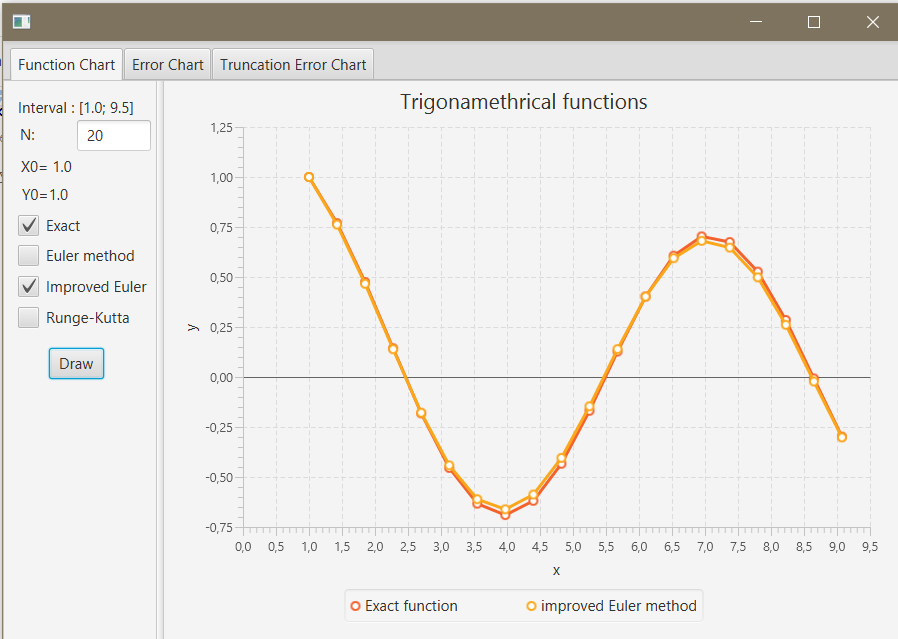 Function Chart Error Chart Truncation Error Chart
Interval : [1.0; 9.5]
N: 20
X0= 1.0
Y0=1.0
Exact
Euler method
Improved Euler
Runge-Kutta
Draw
Trigonamethrical functions
1,25
1,00
0,75
0,50
0,25
0,00
-0,25
-0,50
-0,75
y
0,0 0,5 1,0 1,5 2,0 2,5 3,0 3,5 4,0 4,5 5,0 5,5 6,0 6,5 7,0 7,5 8,0 8,5 9,0 9,5
x
Exact function improved Euler method